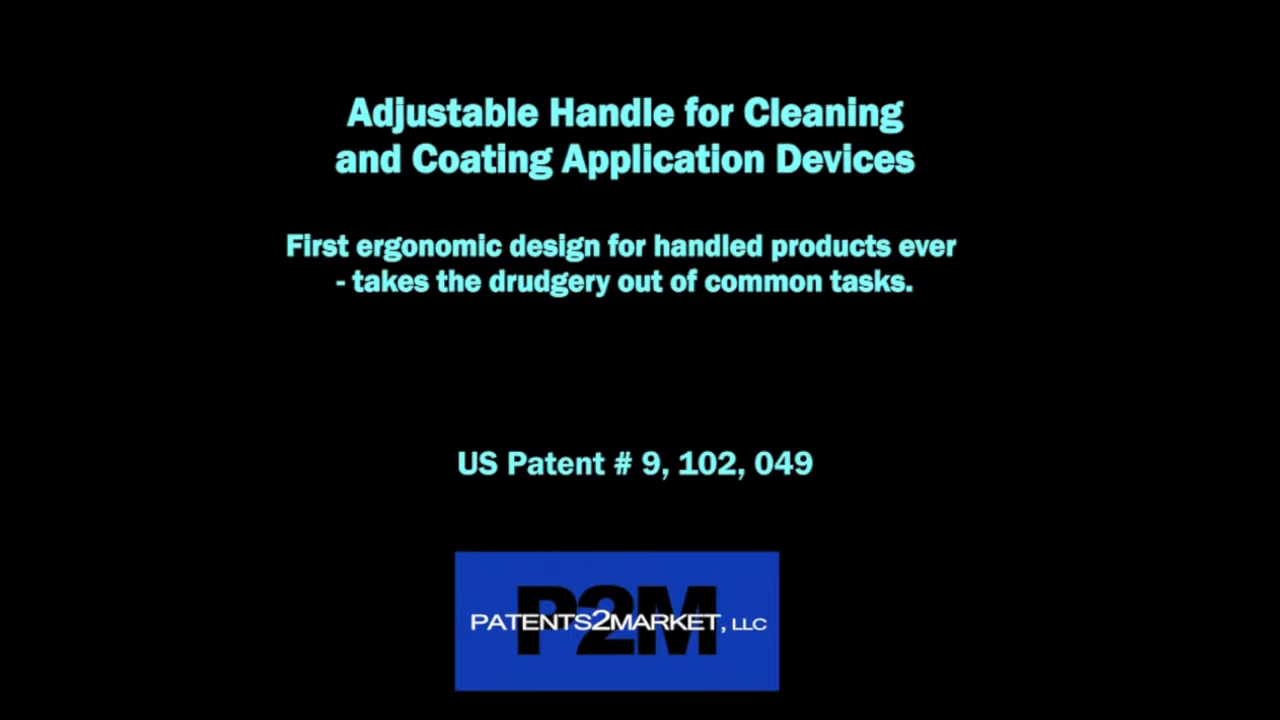 Adjustable Handle for Cleaning
and Coating Application Devices
First ergonomic design for handled products ever
- takes the drudgery out of common tasks.
US Patent # 9, 102, 049
P2M
PATENTS2MARKET, LLC